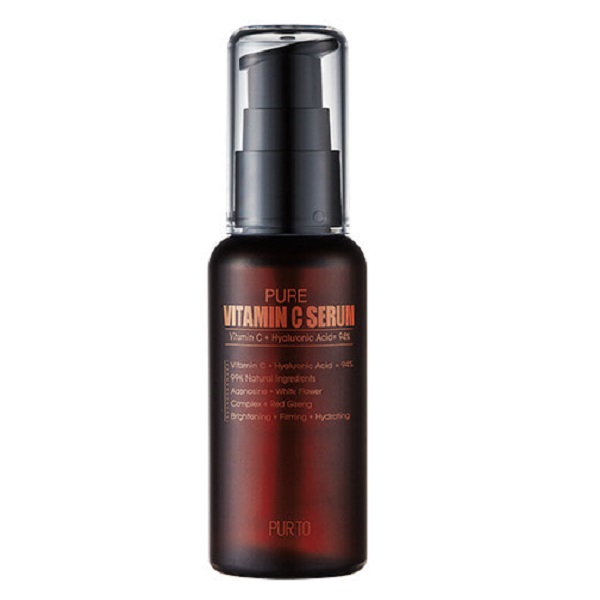 PURE
VITAMIN C SERUM
Vitamin C + Hyaluronic Acid= 94%
Vitamin C + Hyaluronic Acid = 94%
99% Natural Ingredients
Adenosine + White Flower
Complex + Red Giseng
Brightening + Firming + Hydrating
PURITO